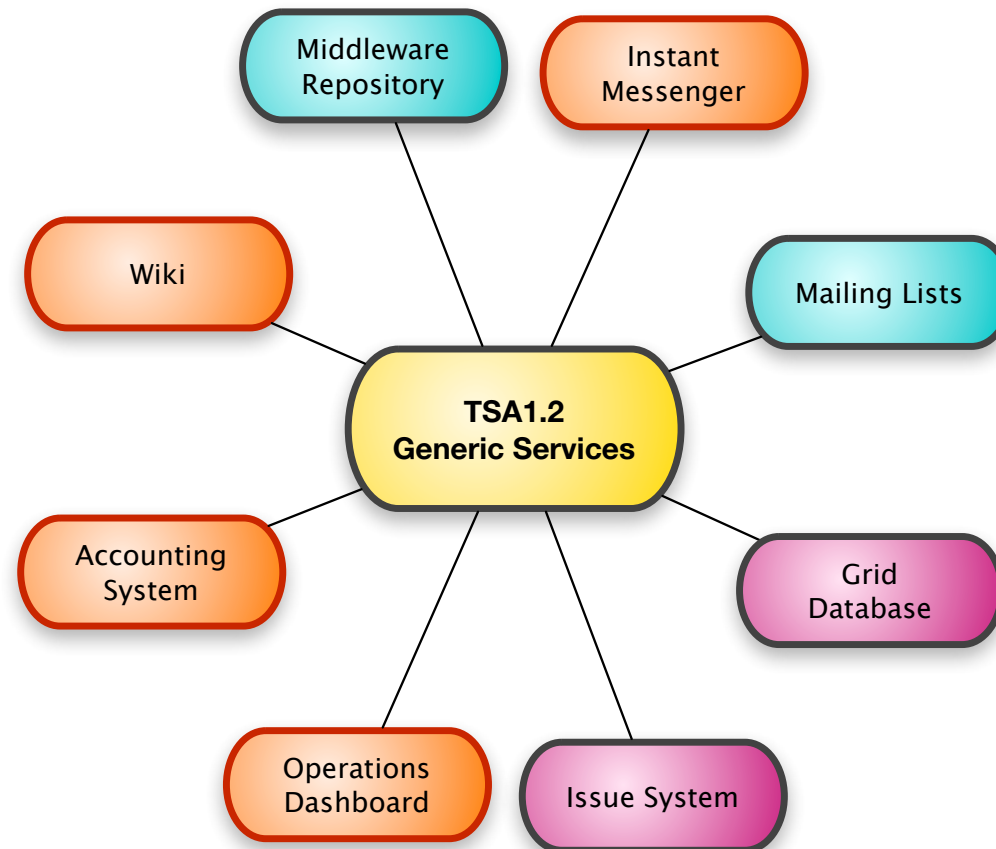 Middleware
Repository
Instant
Messenger
Wiki
Mailing Lists
TSA1.2
Generic Services
Accounting
System
Grid
Database
Operations
Dashboard
Issue System